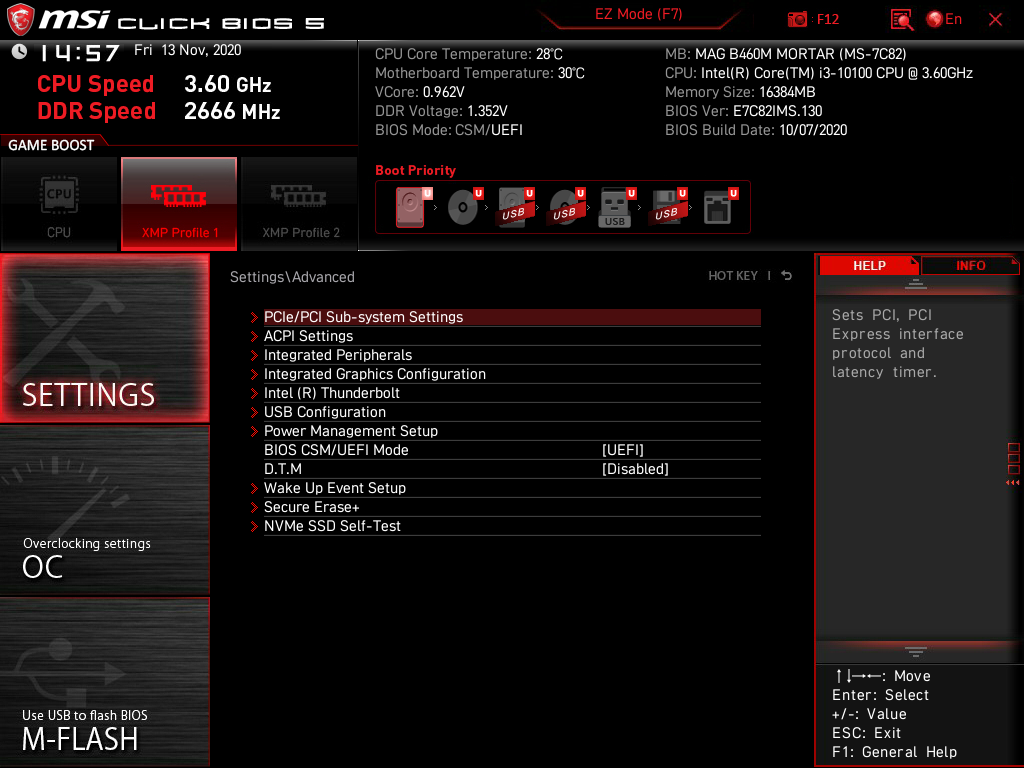 msi CLICK BIOS 5
EZ Mode (F7)
: F12
En
14:57 Fri 13 Nov, 2020
CPU Speed 3.60 GHz
DDR Speed 2666 MHz
CPU Core Temperature: 28℃
Motherboard Temperature: 30℃
VCore: 0.962V
DDR Voltage: 1.352V
BIOS Mode: CSM/UEFI
MB: MAG B460M MORTAR (MS-7C82)
CPU: Intel(R) Core(TM) i3-10100 CPU @ 3.60GHz
Memory Size: 16384MB
BIOS Ver: E7C82IMS.130
BIOS Build Date: 10/07/2020
GAME BOOST
CPU
CPU
XMP Profile 1
XMP Profile 2
Boot Priority
U U U U U U U
USB USB USB USB
SETTINGS
Overclocking settings
OC
Use USB to flash BIOS
M-FLASH
Settings\Advanced
HOT KEY |
PCIe/PCI Sub-system Settings
ACPI Settings
Integrated Peripherals
Integrated Graphics Configuration
Intel (R) Thunderbolt
USB Configuration
Power Management Setup
BIOS CSM/UEFI Mode [UEFI]
D.T.M [Disabled]
Wake Up Event Setup
Secure Erase+
NVMe SSD Self-Test
HELP
INFO
Sets PCI, PCI
Express interface
protocol and
latency timer.
↑↓→←: Move
Enter: Select
+/-: Value
ESC: Exit
F1: General Help